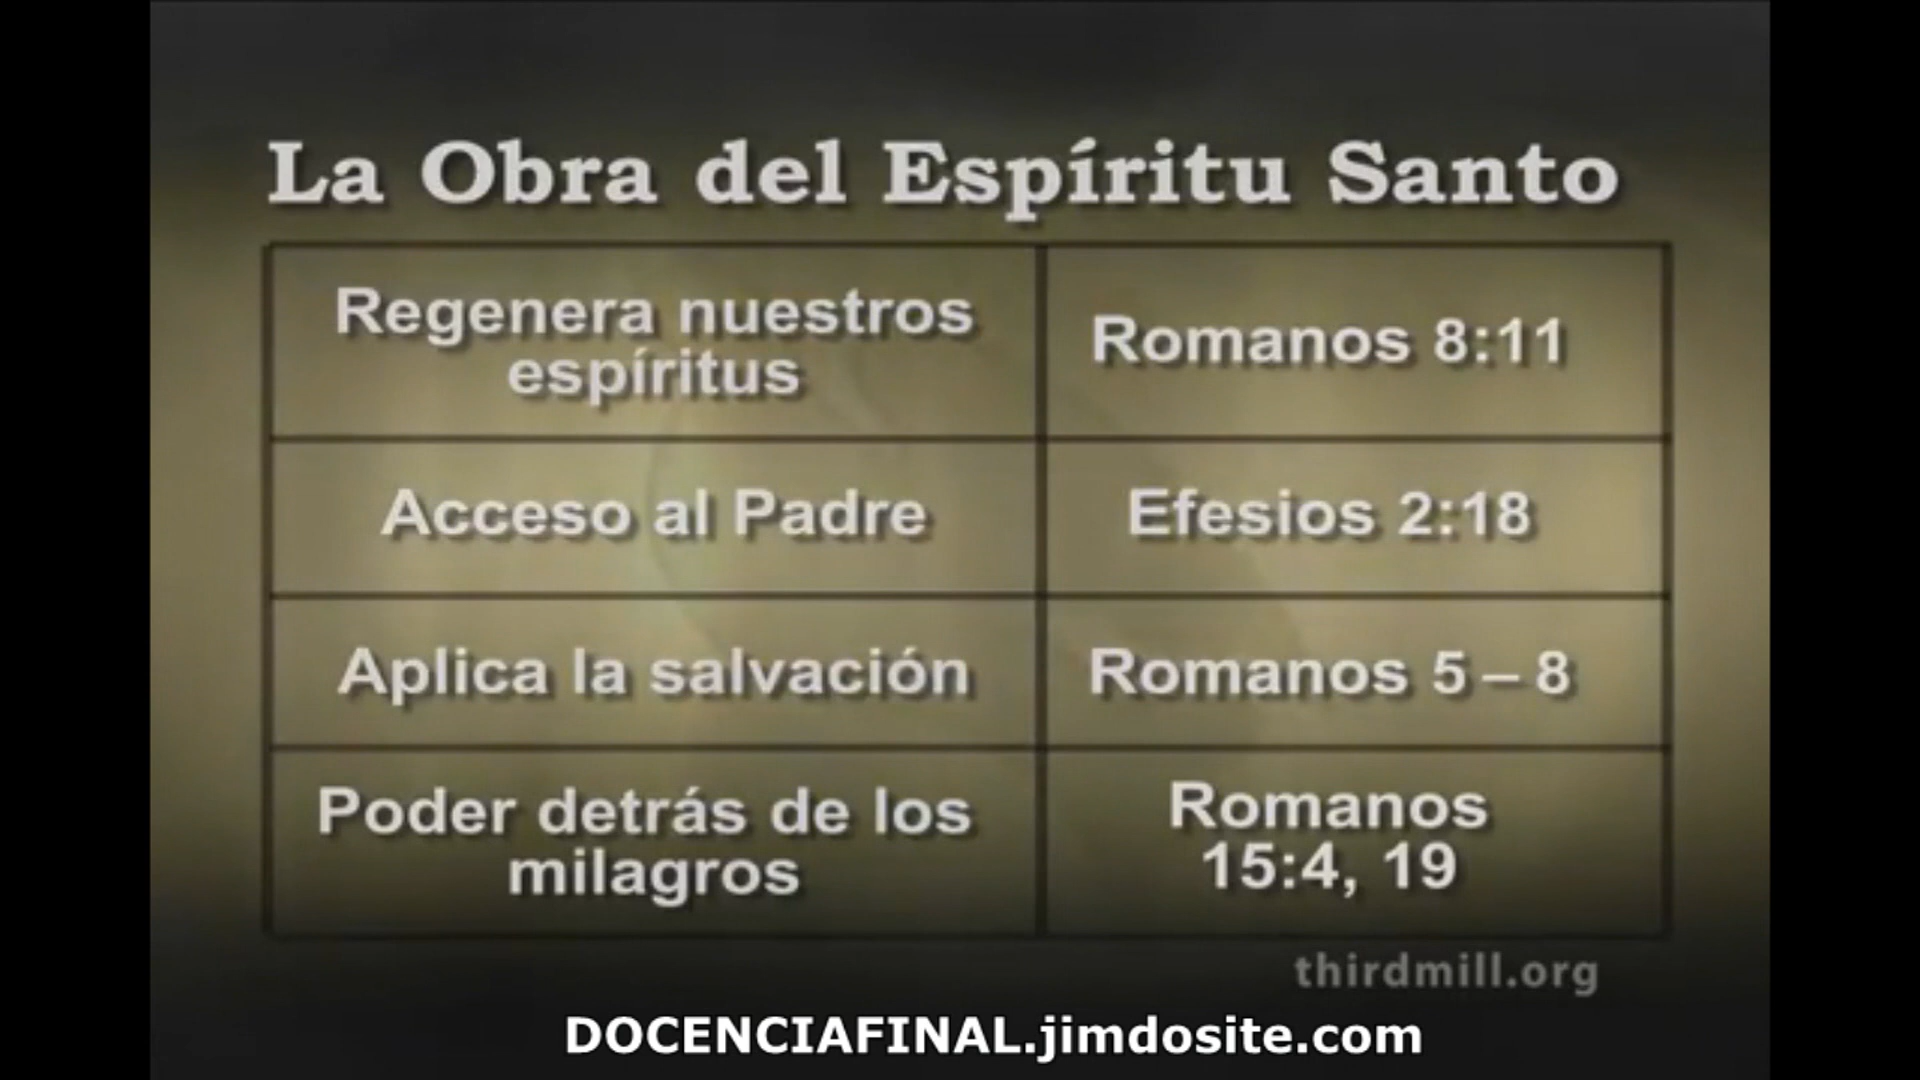 La Obra del Espíritu Santo
Regenera nuestros
espíritus
Romanos 8:11
Acceso al Padre
Efesios 2:18
Aplica la salvación
Romanos 5 – 8
Poder detrás de los
milagros
Romanos
15:4, 19
thirdmill.org
DOCENCIAFINAL.jimdosite.com